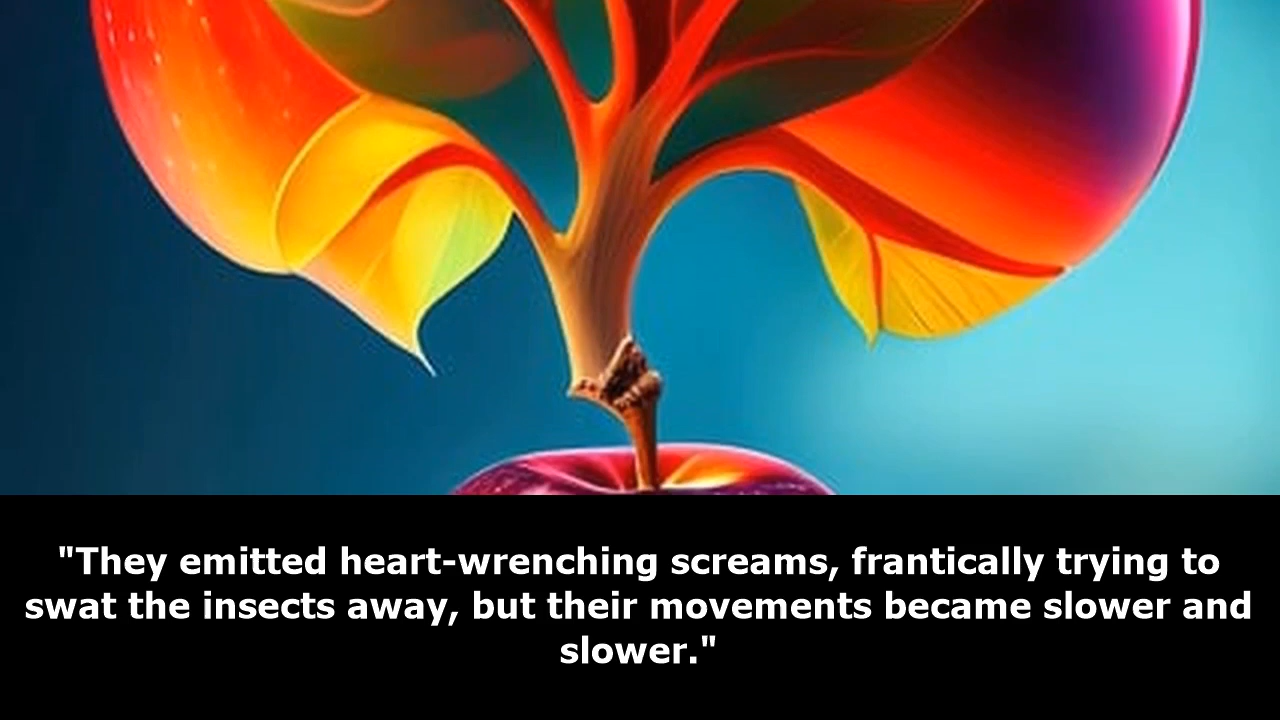 "They emitted heart-wrenching screams, frantically trying to
swat the insects away, but their movements became slower and
slower."